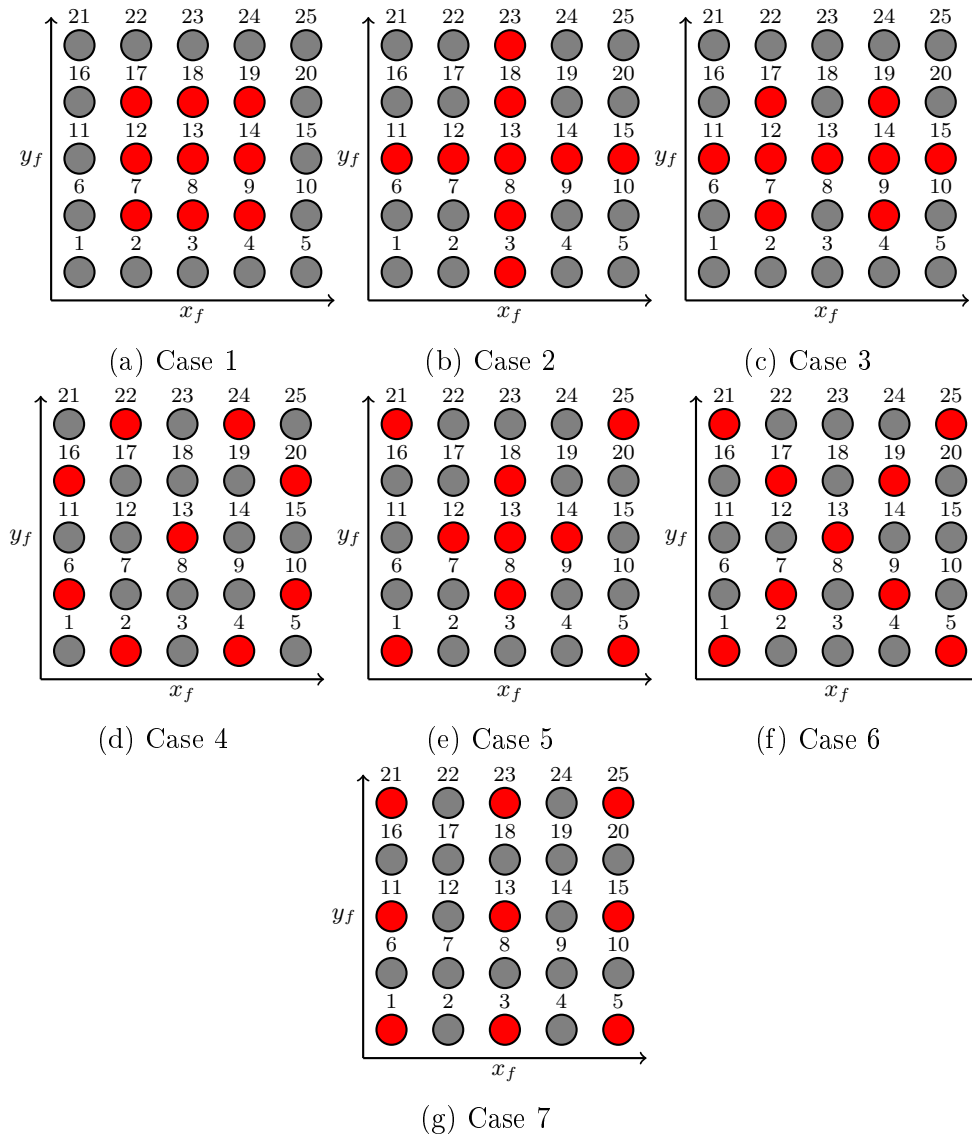 21 22 23 24 25 21 22 23 24 25 21 22 23 24 25
16 17 18 19 20 16 17 18 19 20 16 17 18 19 20
11 12 13 14 15 11 12 13 14 15 11 12 13 14 15
y_f y_f y_f
6 7 8 9 10 6 7 8 9 10 6 7 8 9 10
1 2 3 4 5 1 2 3 4 5 1 2 3 4 5
x_f x_f x_f
(a) Case 1 (b) Case 2 (c) Case 3
21 22 23 24 25 21 22 23 24 25 21 22 23 24 25
16 17 18 19 20 16 17 18 19 20 16 17 18 19 20
11 12 13 14 15 11 12 13 14 15 11 12 13 14 15
y_f y_f y_f
6 7 8 9 10 6 7 8 9 10 6 7 8 9 10
1 2 3 4 5 1 2 3 4 5 1 2 3 4 5
x_f x_f x_f
(d) Case 4 (e) Case 5 (f) Case 6
21 22 23 24 25
16 17 18 19 20
11 12 13 14 15
y_f
6 7 8 9 10
1 2 3 4 5
x_f
(g) Case 7